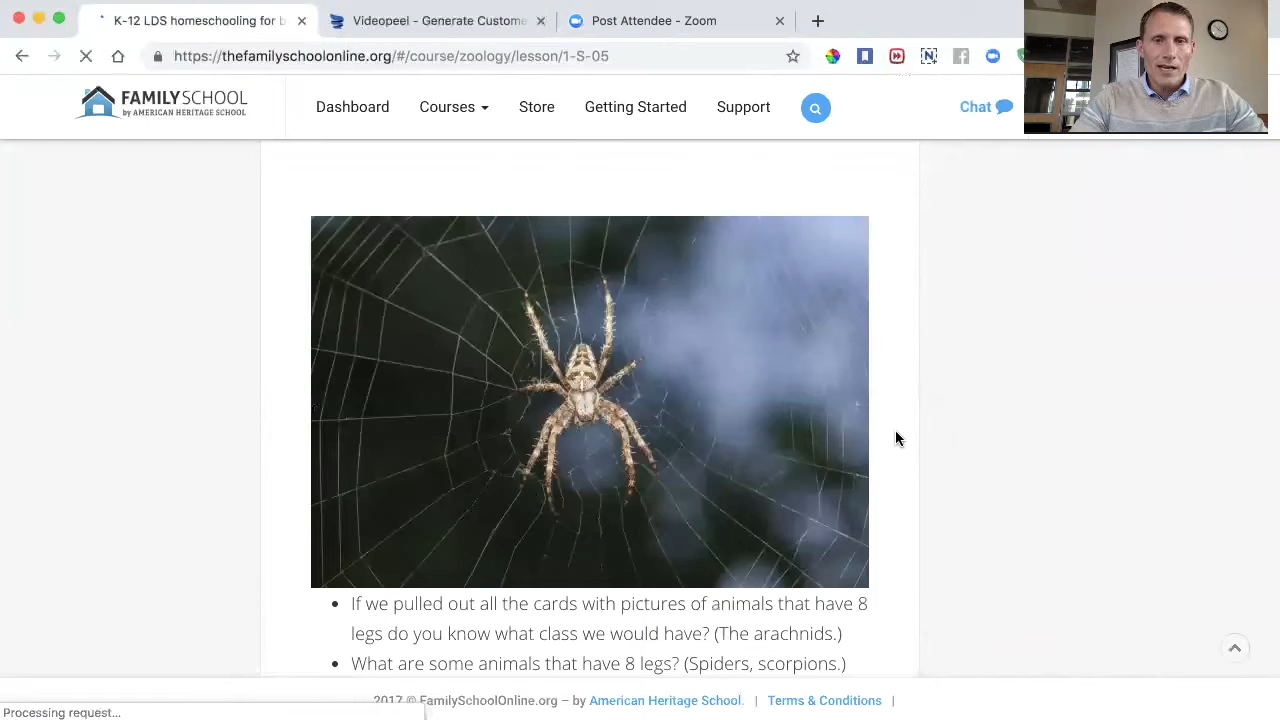 K-12 LDS homeschooling for b
Videopeel - Generate Custome
Post Attendee - Zoom
https://thefamilyschoolonline.org/#/course/zoology/lesson/1-S-05
FAMILYSCHOOL
by AMERICAN HERITAGE SCHOOL
Dashboard
Courses
Store
Getting Started
Support
Chat
If we pulled out all the cards with pictures of animals that have 8
legs do you know what class we would have? (The arachnids.)
What are some animals that have 8 legs? (Spiders, scorpions.)
2017 © FamilySchoolOnline.org – by American Heritage School. | Terms & Conditions |
Processing request...